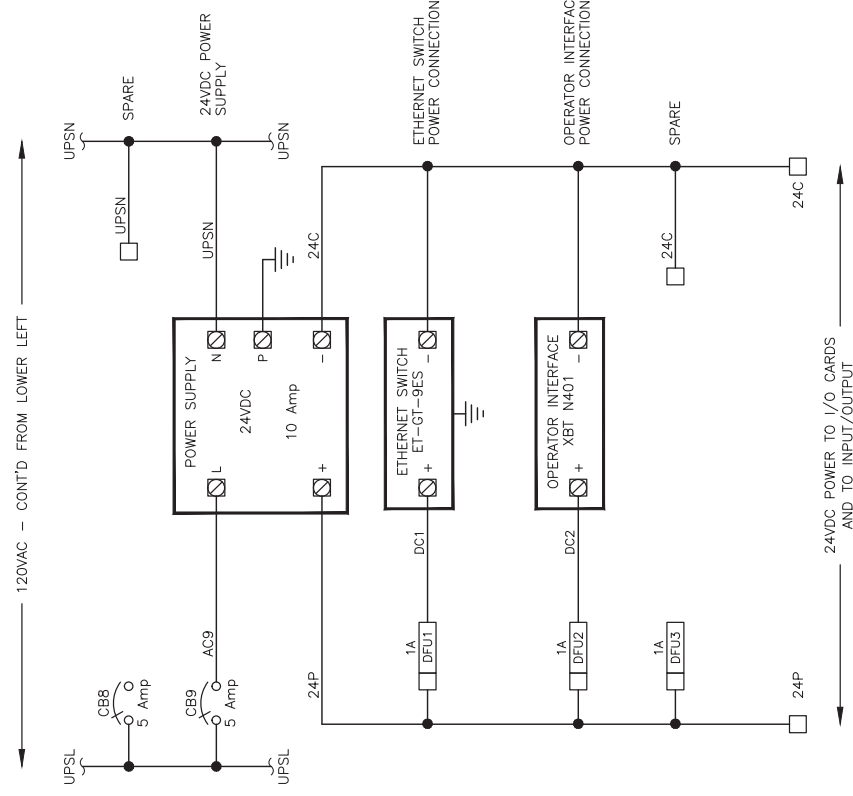 120VAC - CONT'D FROM LOWER LEFT
UPSL
UPSN
CB8
5 Amp
UPSN
SPARE
CB9
5 Amp
AC9
L
POWER SUPPLY
N
UPSN
24VDC POWER
SUPPLY
UPSL
UPSN
24VDC
P
10 Amp
24P
+
-
24C
1A
DFU1
DC1
+
ETHERNET SWITCH
ET-GT-9ES
-
ETHERNET SWITCH
POWER CONNECTION
1A
DFU2
DC2
+
OPERATOR INTERFACE
XBT N401
-
OPERATOR INTERFAC
POWER CONNECTION
1A
DFU3
24C
SPARE
24P
24C
24VDC POWER TO I/O CARDS
AND TO INPUT/OUTPUT